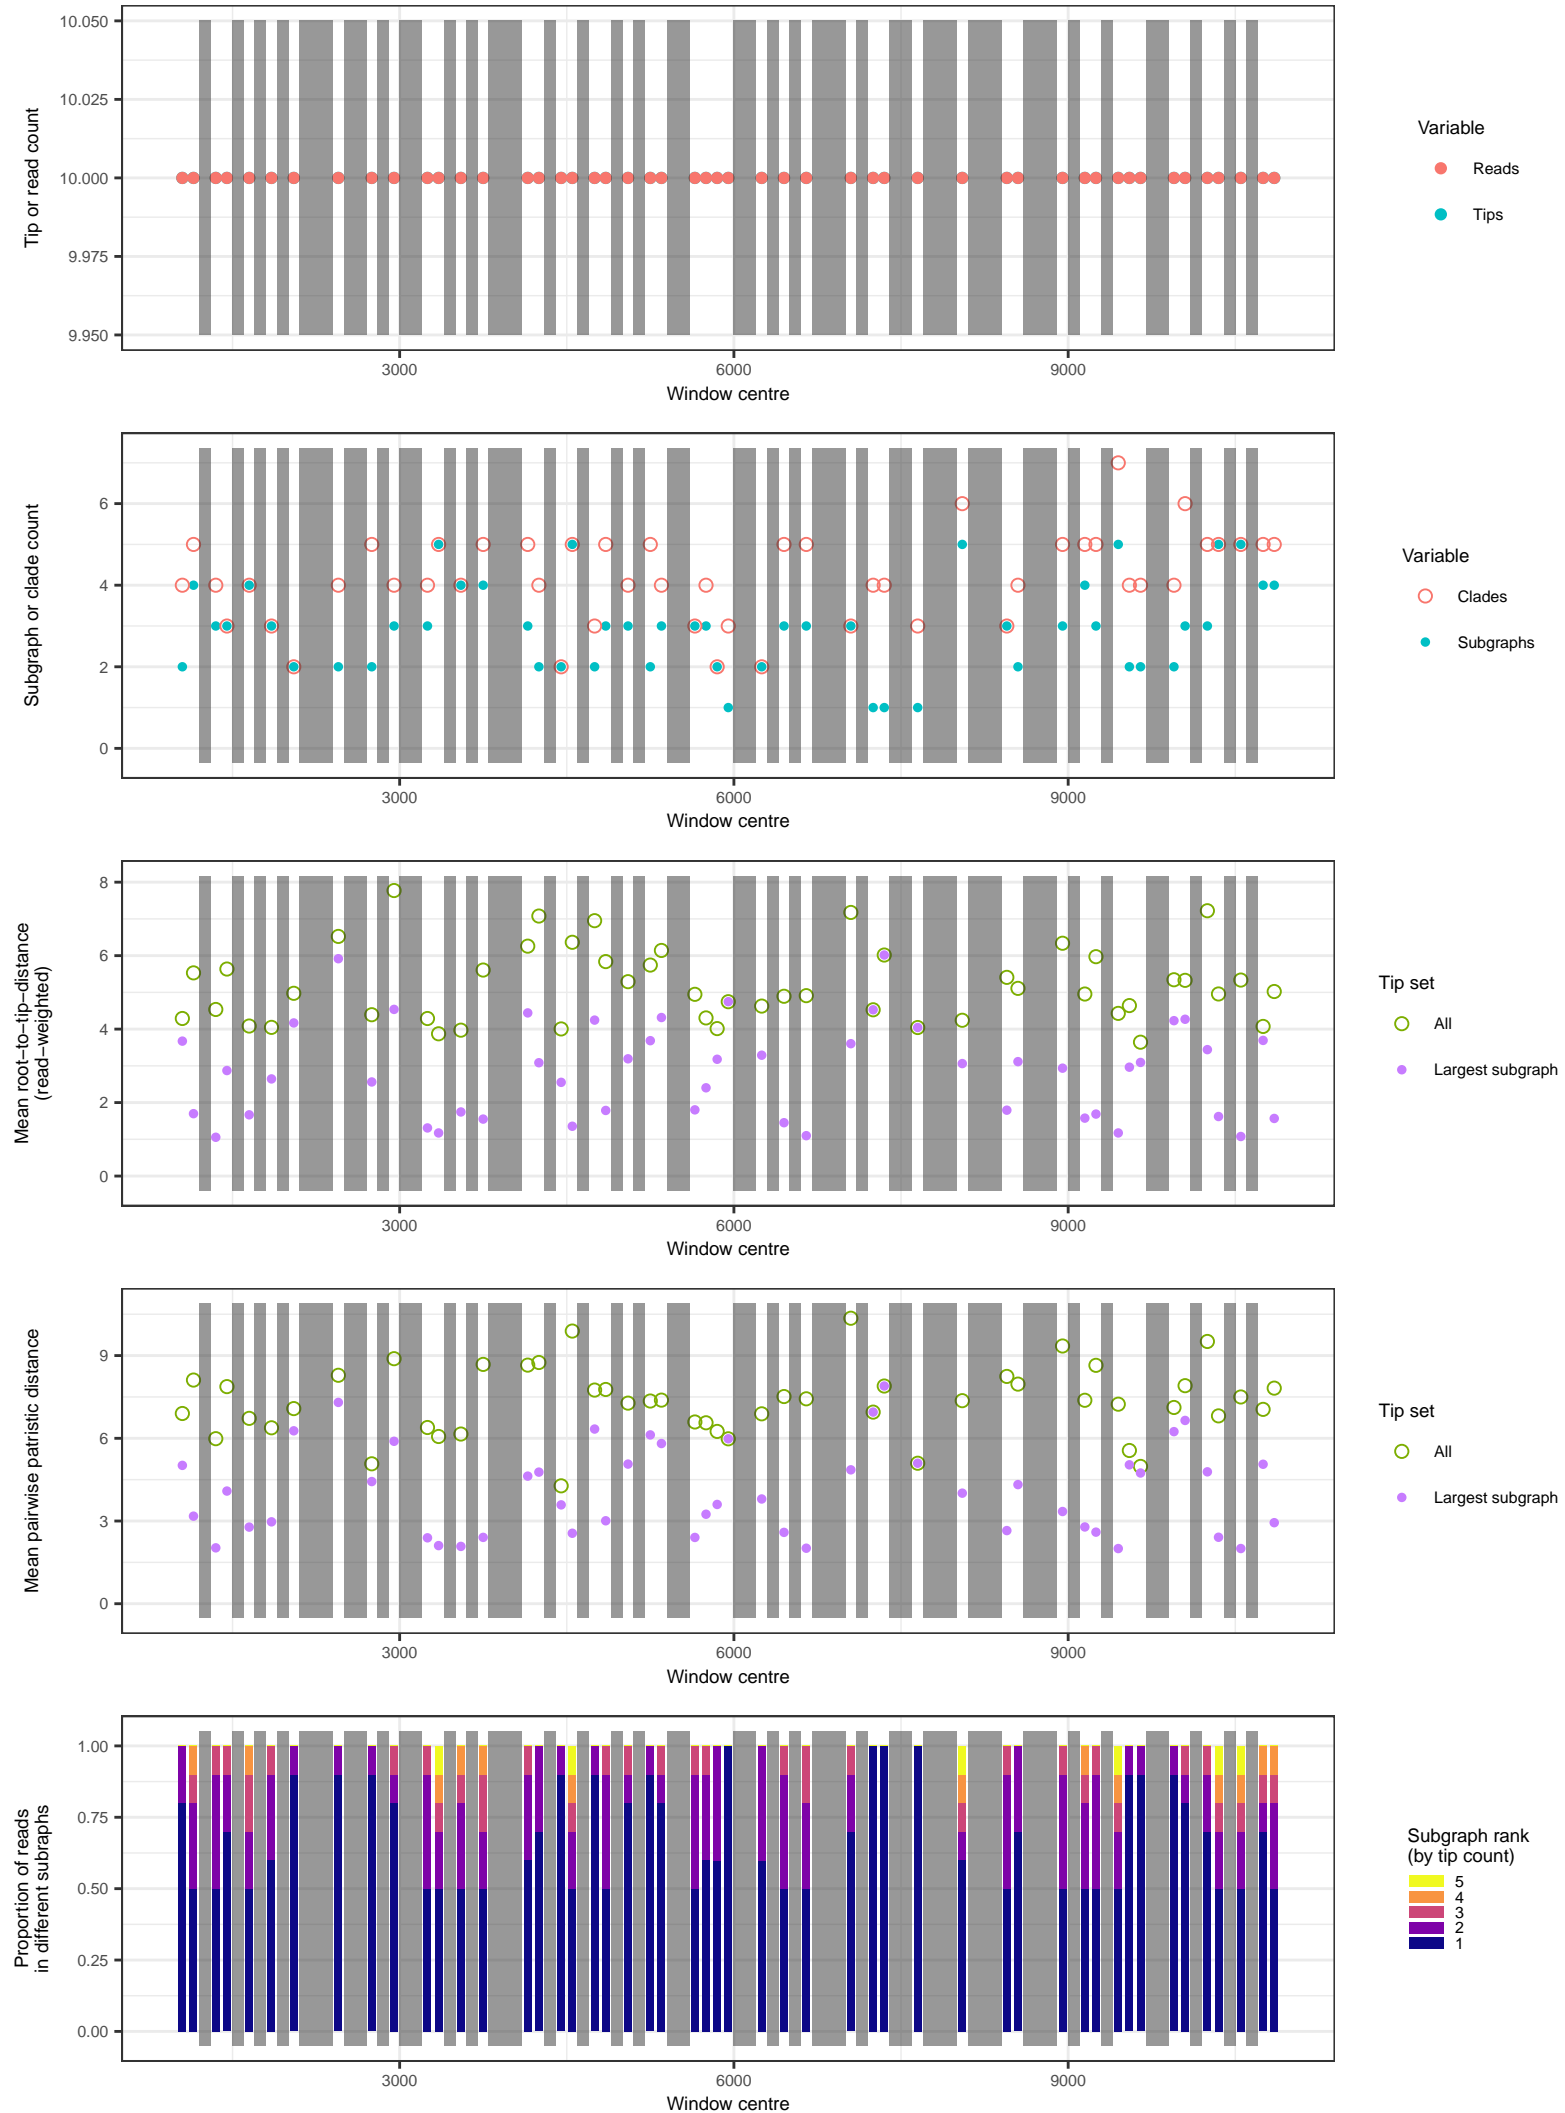 10.050
10.025
10.000
9.975
9.950
Tip or read count
3000 6000 9000
Window centre
Variable
Reads
Tips
6
4
2
0
Subgraph or clade count
3000 6000 9000
Window centre
Variable
Clades
Subgraphs
8
6
4
2
0
Mean root−to−tip−distance
(read−weighted)
3000 6000 9000
Window centre
Tip set
All
Largest subgraph
9
6
3
0
Mean pairwise patristic distance
3000 6000 9000
Window centre
Tip set
All
Largest subgraph
1.00
0.75
0.50
0.25
0.00
Proportion of reads
in different subraphs
3000 6000 9000
Window centre
Subgraph rank
(by tip count)
5
4
3
2
1